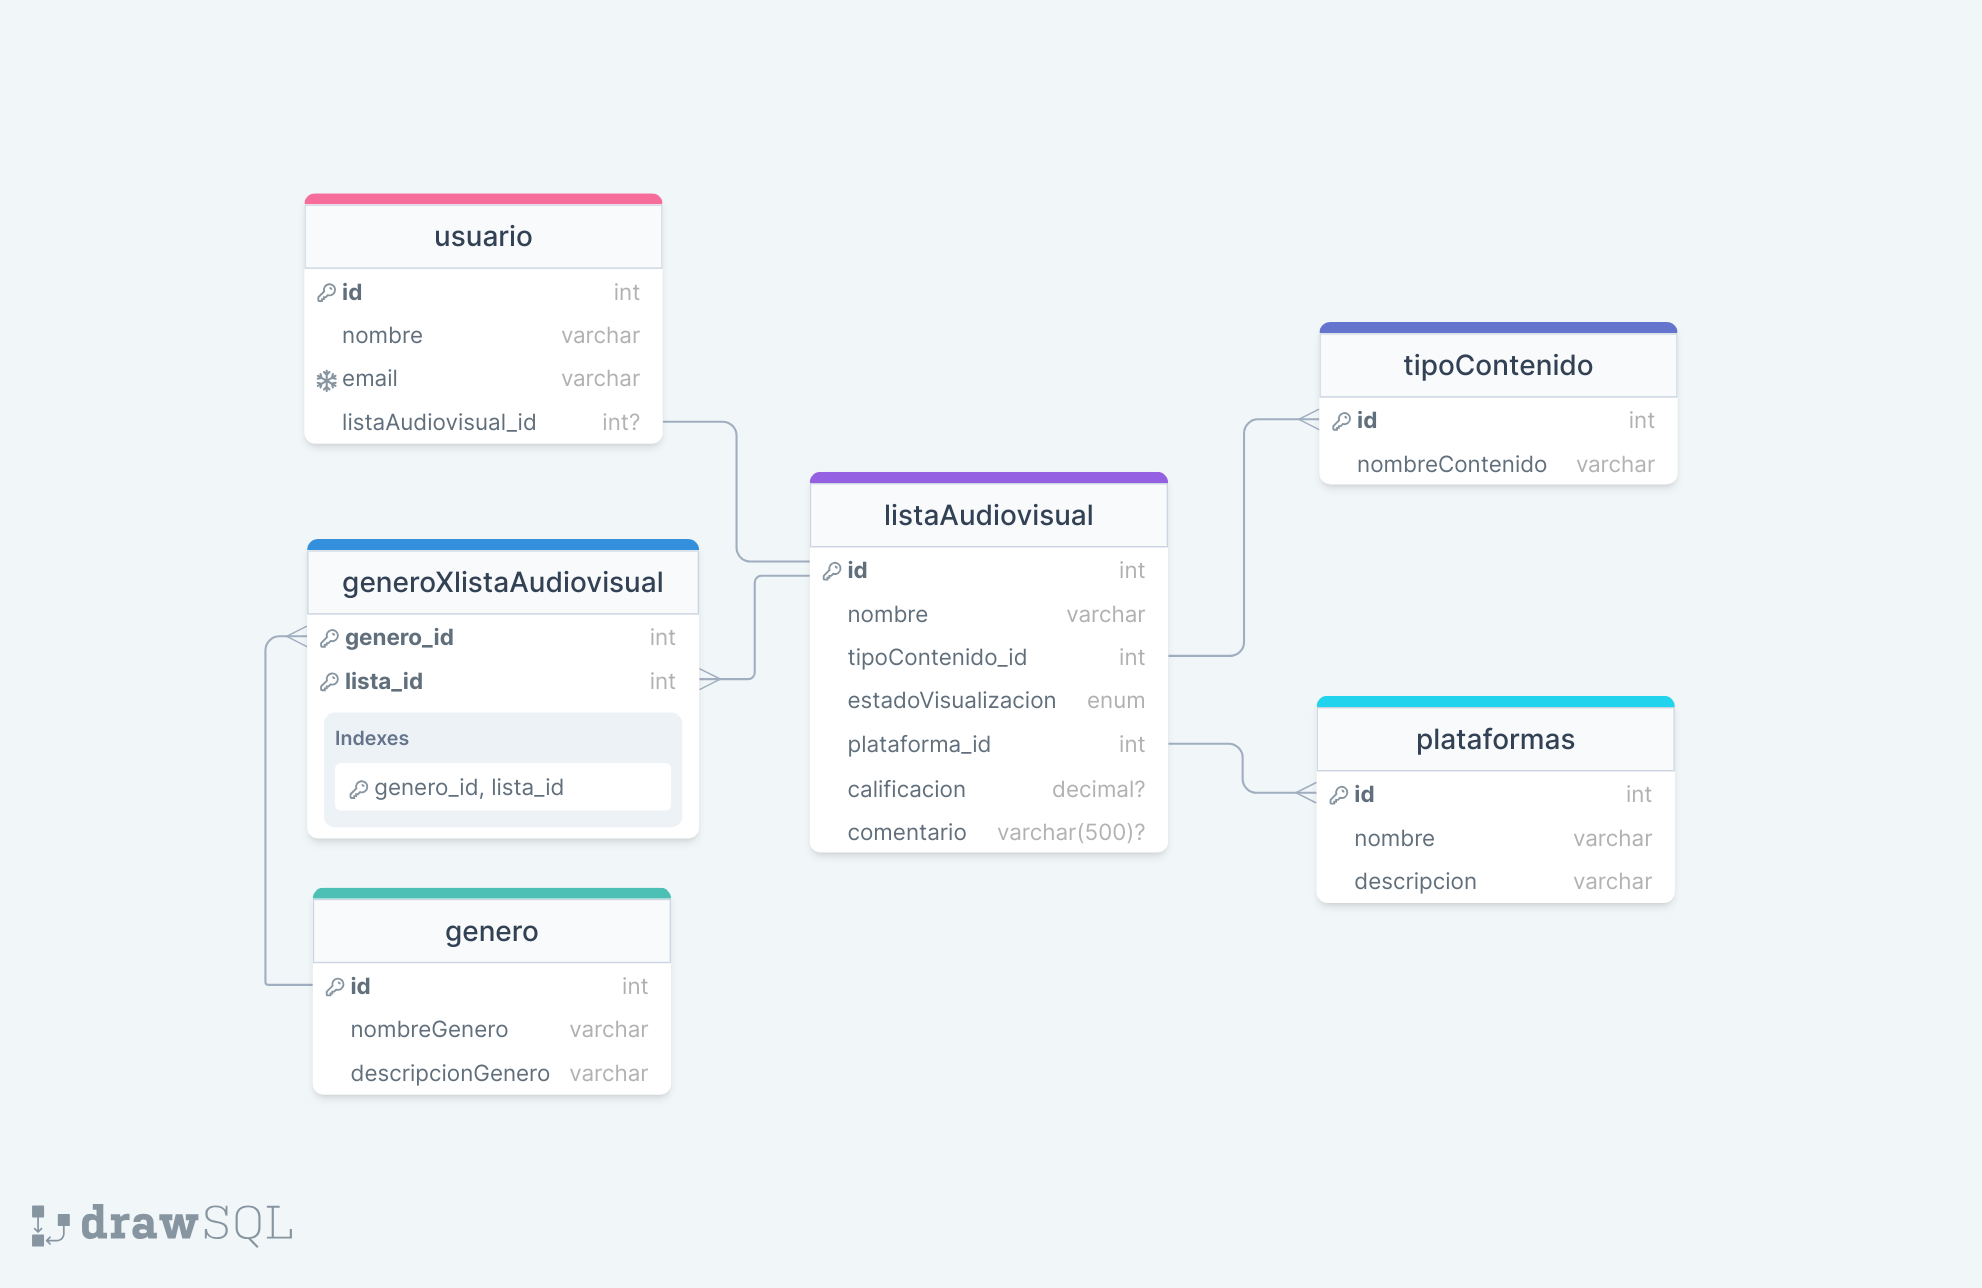 usuario
id int
nombre varchar
email varchar
listaAudiovisual_id int?
generoXlistaAudiovisual
genero_id int
lista_id int
Indexes
genero_id, lista_id
genero
id int
nombreGenero varchar
descripcionGenero varchar
listaAudiovisual
id int
nombre varchar
tipoContenido_id int
estadoVisualizacion enum
plataforma_id int
calificacion decimal?
comentario varchar(500)?
tipoContenido
id int
nombreContenido varchar
plataformas
id int
nombre varchar
descripcion varchar
drawSQL